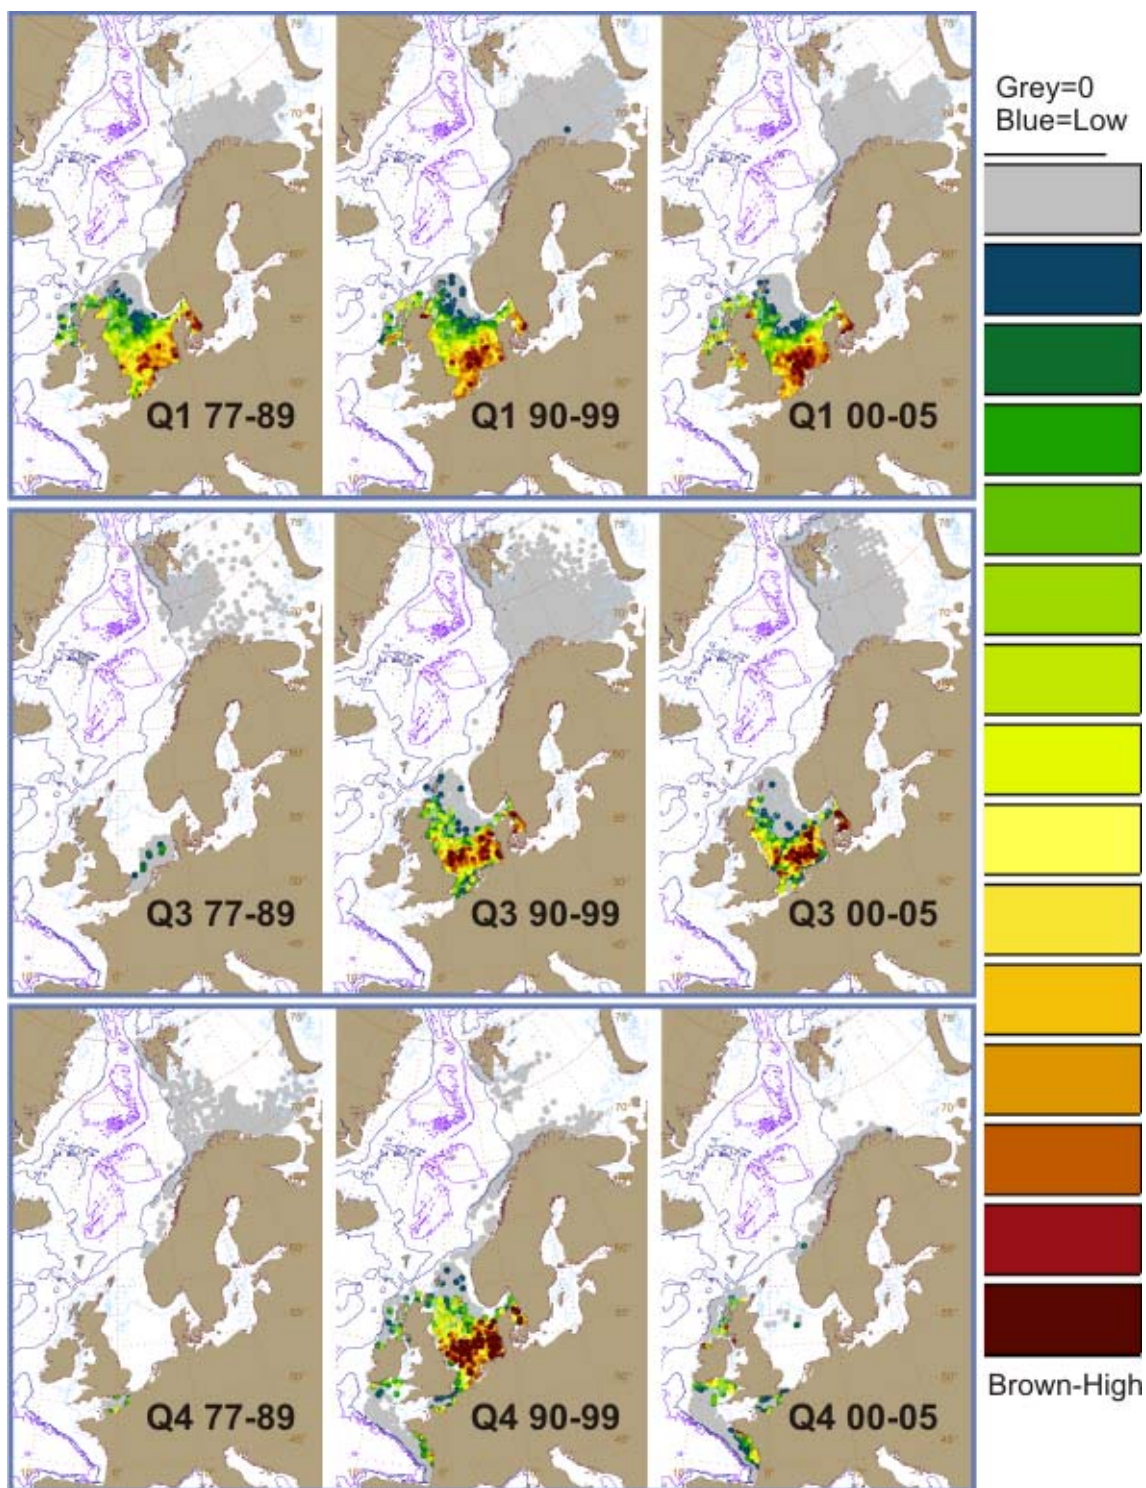 Grey=0
Blue=Low
Q1 77-89
Q1 90-99
Q1 00-05
Q3 77-89
Q3 90-99
Q3 00-05
Q4 77-89
Q4 90-99
Q4 00-05
Brown-High